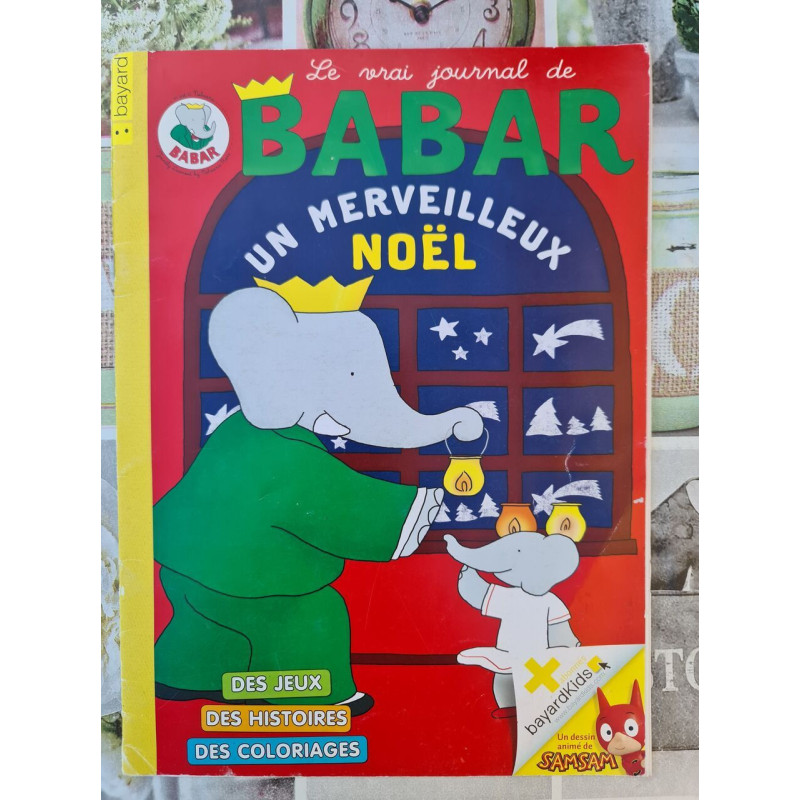 bayard
Le vrai journal de
BABAR
BABAR
UN MERVEILLEUX
NOËL
DES JEUX
DES HISTOIRES
DES COLORIAGES
bayardKids
Un dessin
animé de
SAMSAM